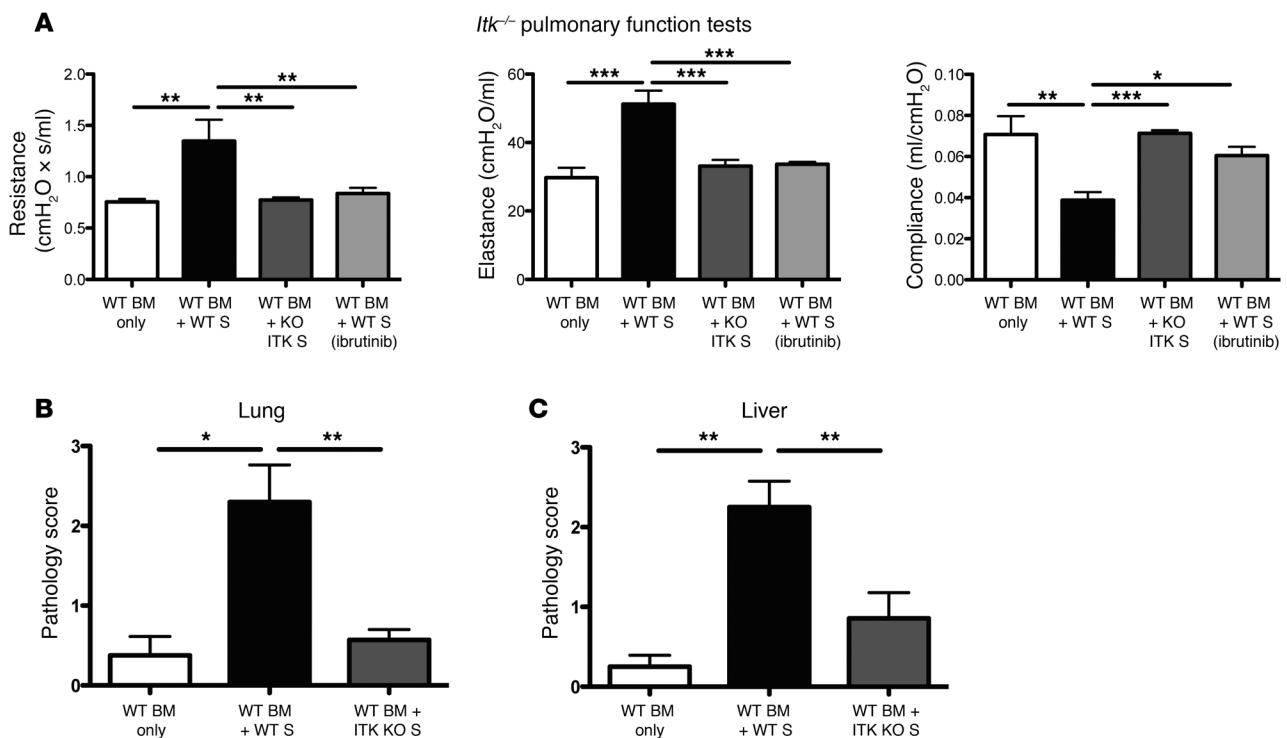 A
Itk–/– pulmonary function tests
Resistance
(cmH2O × s/ml)
2.0
1.5
1.0
0.5
0.0
**
**
**
WT BM
only
WT BM
+ WT S
WT BM
+ KO
ITK S
WT BM
+ WT S
(ibrutinib)
Elastance (cmH2O/ml)
60
40
20
0
***
***
***
WT BM
only
WT BM
+ WT S
WT BM
+ KO
ITK S
WT BM
+ WT S
(ibrutinib)
Compliance (ml/cmH2O)
0.10
0.08
0.06
0.04
0.02
0.00
*
**
***
WT BM
only
WT BM
+ WT S
WT BM
+ KO
ITK S
WT BM
+ WT S
(ibrutinib)
B
Lung
Pathology score
3
2
1
0
*
**
WT BM
only
WT BM
+ WT S
WT BM +
ITK KO S
C
Liver
Pathology score
3
2
1
0
**
**
WT BM
only
WT BM
+ WT S
WT BM +
ITK KO S